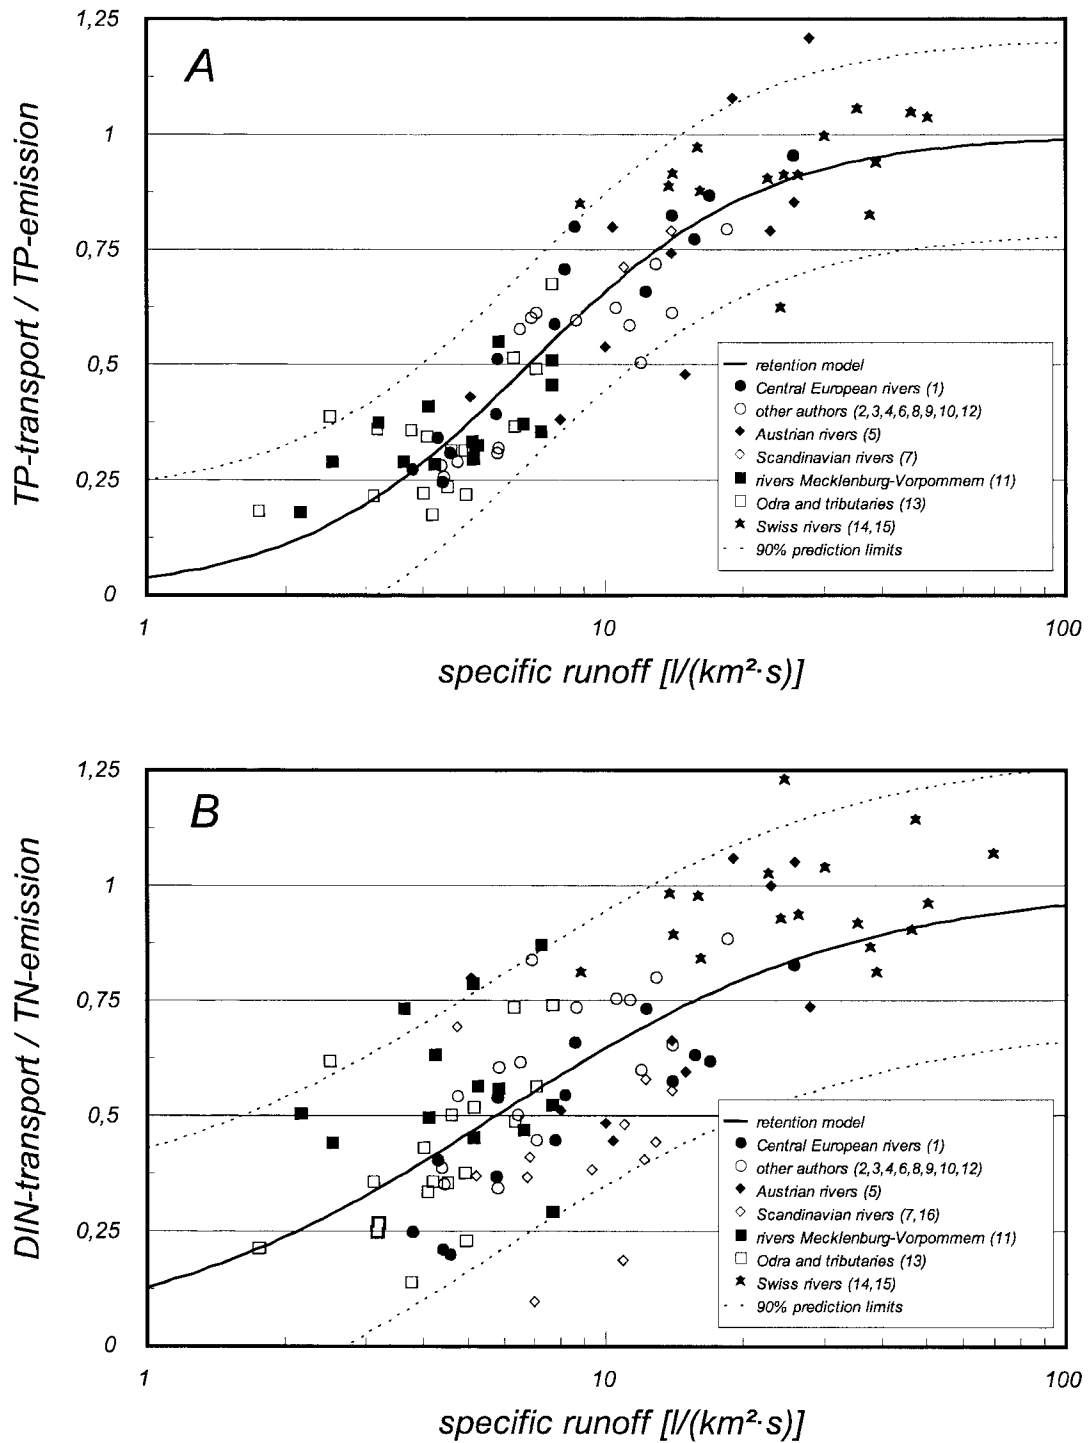 A
TP-transport / TP-emission
1,25
1
0,75
0,5
0,25
0
retention model
Central European rivers (1)
other authors (2,3,4,6,8,9,10,12)
Austrian rivers (5)
Scandinavian rivers (7)
rivers Mecklenburg-Vorpommern (11)
Odra and tributaries (13)
Swiss rivers (14,15)
90% prediction limits
1
10
100
specific runoff [l/(km²·s)]
B
DIN-transport / TN-emission
1,25
1
0,75
0,5
0,25
0
retention model
Central European rivers (1)
other authors (2,3,4,6,8,9,10,12)
Austrian rivers (5)
Scandinavian rivers (7,16)
rivers Mecklenburg-Vorpommern (11)
Odra and tributaries (13)
Swiss rivers (14,15)
90% prediction limits
1
10
100
specific runoff [l/(km²·s)]